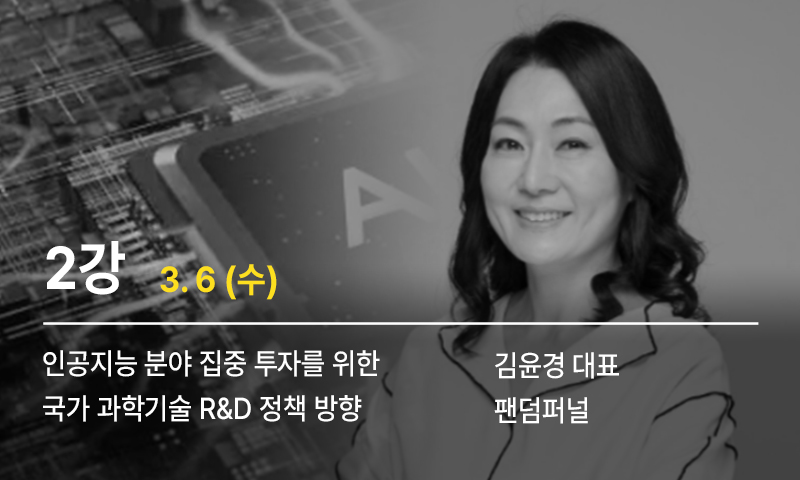 AI
2강 3. 6 (수)
인공지능 분야 집중 투자를 위한
국가 과학기술 R&D 정책 방향
김윤경 대표
팬덤퍼널